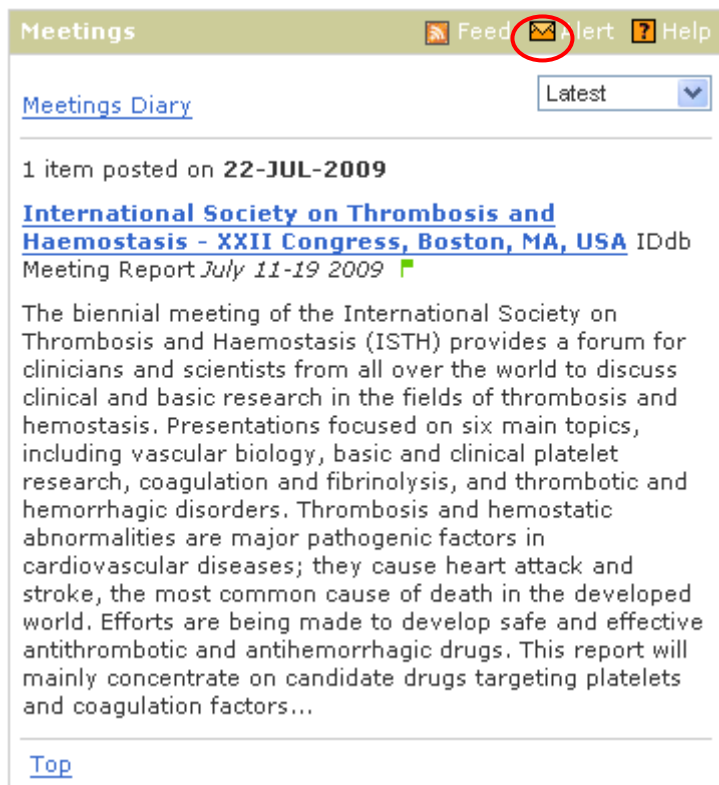 Meetings Feed Alert ? Help
Meetings Diary Latest
1 item posted on 22-JUL-2009
International Society on Thrombosis and
Haemostasis - XXII Congress, Boston, MA, USA IDdb
Meeting Report July 11-19 2009
The biennial meeting of the International Society on
Thrombosis and Haemostasis (ISTH) provides a forum for
clinicians and scientists from all over the world to discuss
clinical and basic research in the fields of thrombosis and
hemostasis. Presentations focused on six main topics,
including vascular biology, basic and clinical platelet
research, coagulation and fibrinolysis, and thrombotic and
hemorrhagic disorders. Thrombosis and hemostatic
abnormalities are major pathogenic factors in
cardiovascular diseases; they cause heart attack and
stroke, the most common cause of death in the developed
world. Efforts are being made to develop safe and effective
antithrombotic and antihemorrhagic drugs. This report will
mainly concentrate on candidate drugs targeting platelets
and coagulation factors...
Top